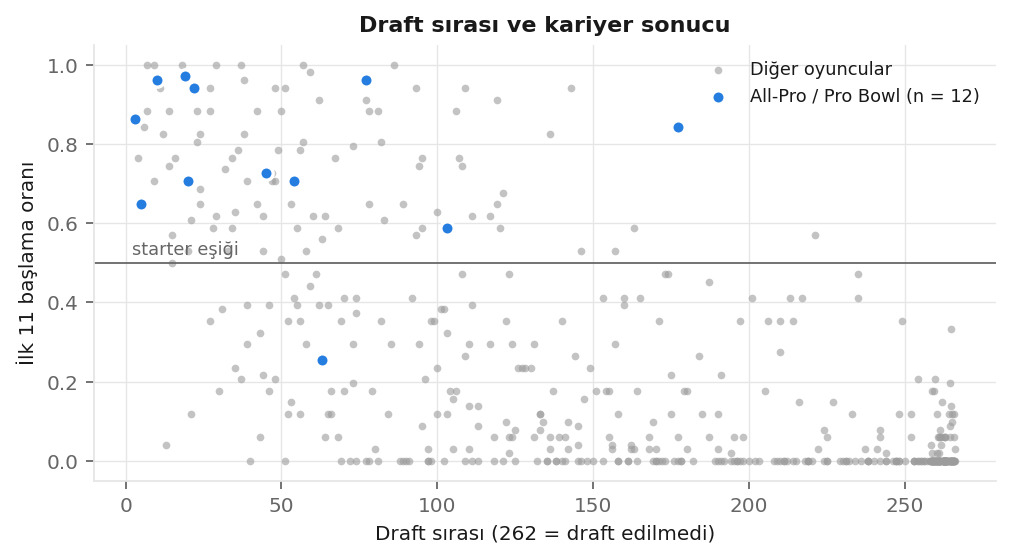 Draft sırası ve kariyer sonucu
İlk 11 başlama oranı
1.0
0.8
0.6
0.4
0.2
0.0
Diğer oyuncular
All-Pro / Pro Bowl (n = 12)
starter eşiği
0
50
100
150
200
250
Draft sırası (262 = draft edilmedi)